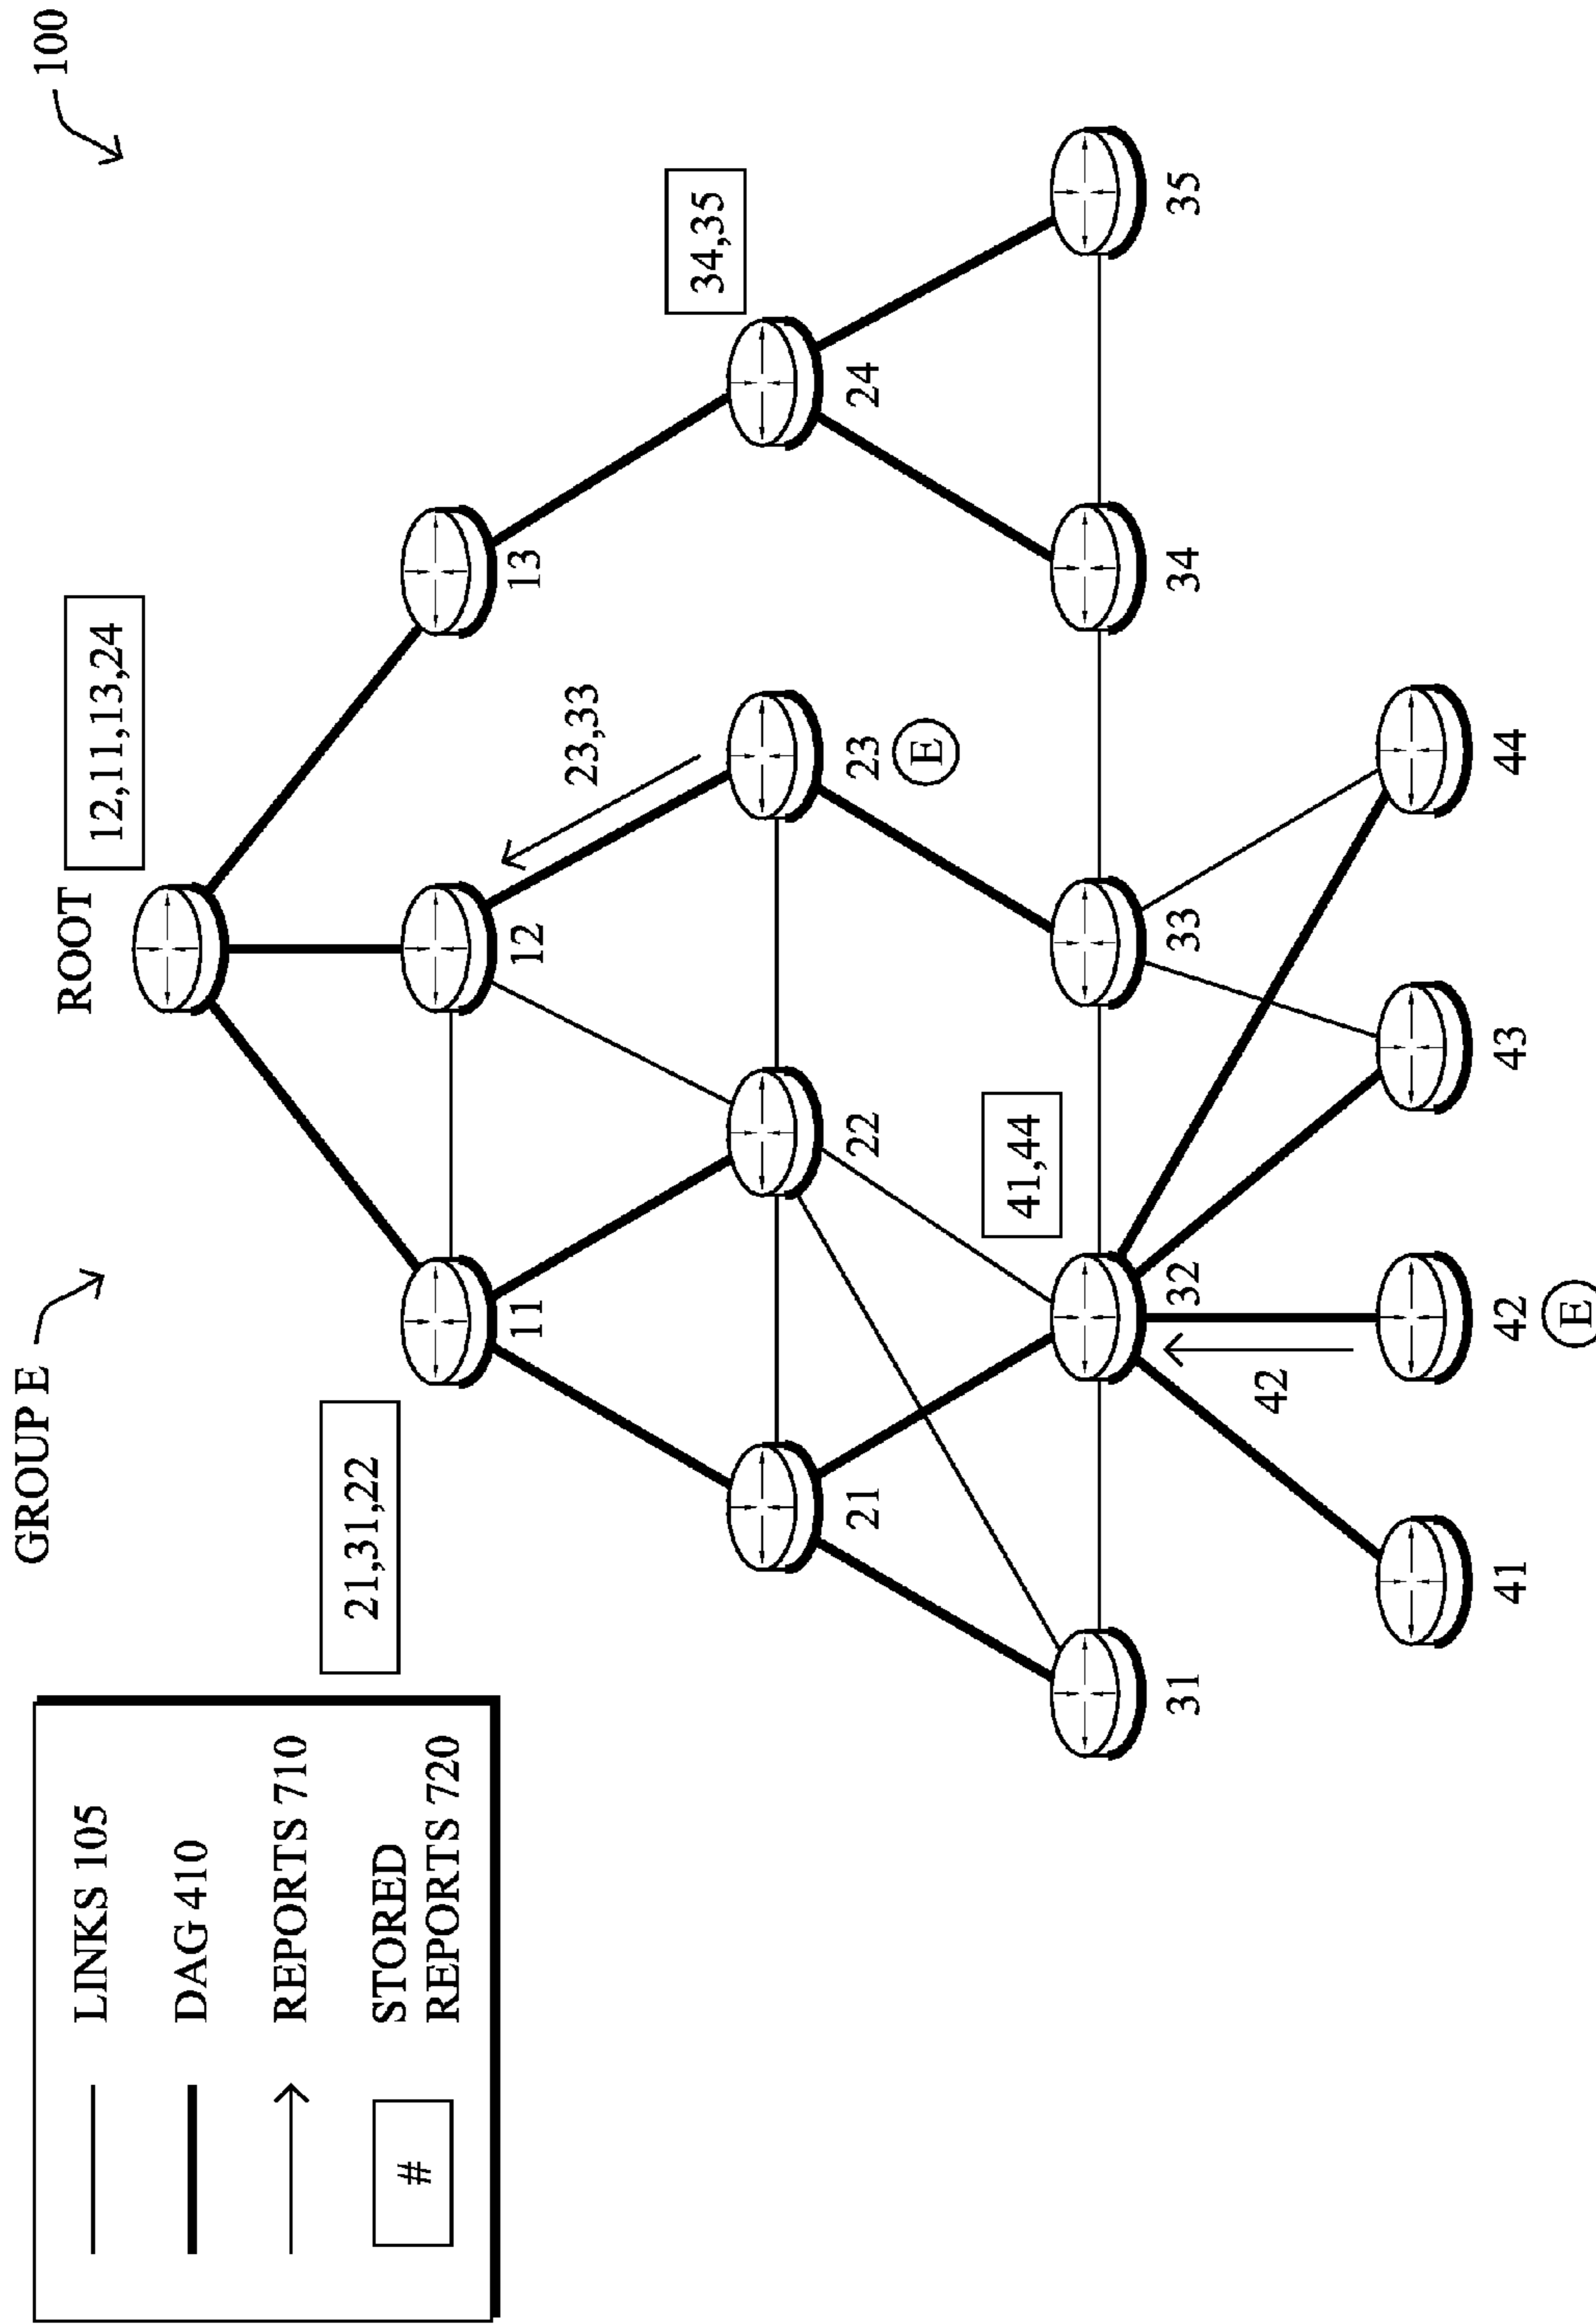 GROUP E
100
LINKS 105
DAG 410
REPORTS 710
#
STORED
REPORTS 720
ROOT
12,11,13,24
21,31,22
11
12
13
23,33
34,35
21
22
23
E
24
41,44
31
32
33
34
35
42
41
42
E
43
44